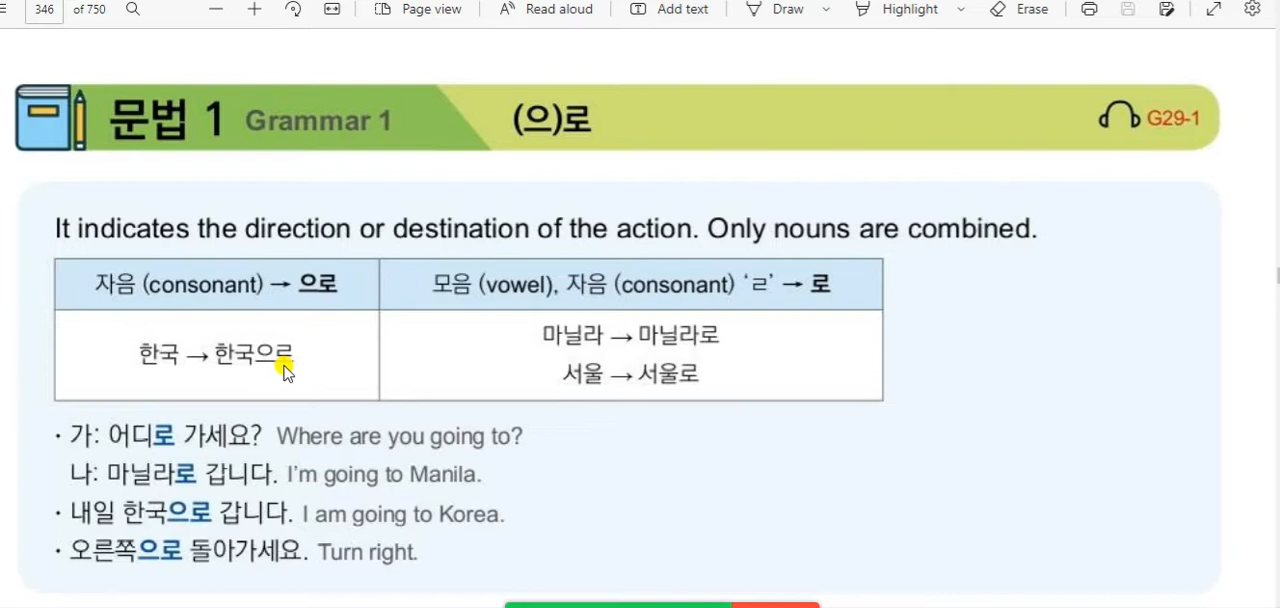 346 of 750 Page view Read aloud Add text Draw Highlight Erase
문법 1 Grammar 1 (으)로 G29-1
It indicates the direction or destination of the action. Only nouns are combined.
자음 (consonant) → 으로
모음 (vowel), 자음 (consonant) ‘ㄹ’ → 로
한국 → 한국으로
마닐라 → 마닐라로
서울 → 서울로
· 가: 어디로 가세요? Where are you going to?
나: 마닐라로 갑니다. I'm going to Manila.
· 내일 한국으로 갑니다. I am going to Korea.
· 오른쪽으로 돌아가세요. Turn right.